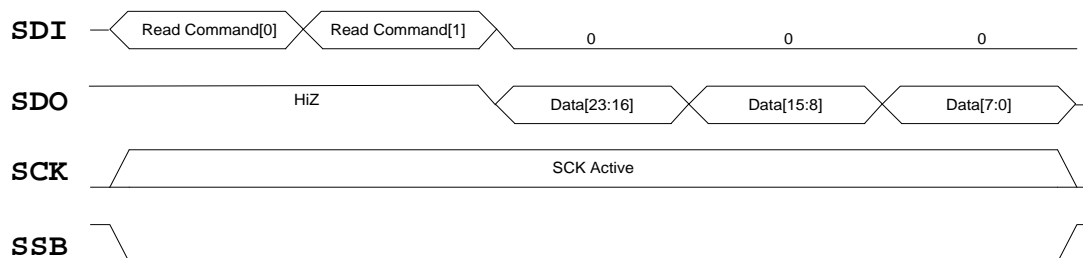 SDI Read Command[0] Read Command[1] 0 0 0
SDO HiZ Data[23:16] Data[15:8] Data[7:0]
SCK SCK Active
SSB